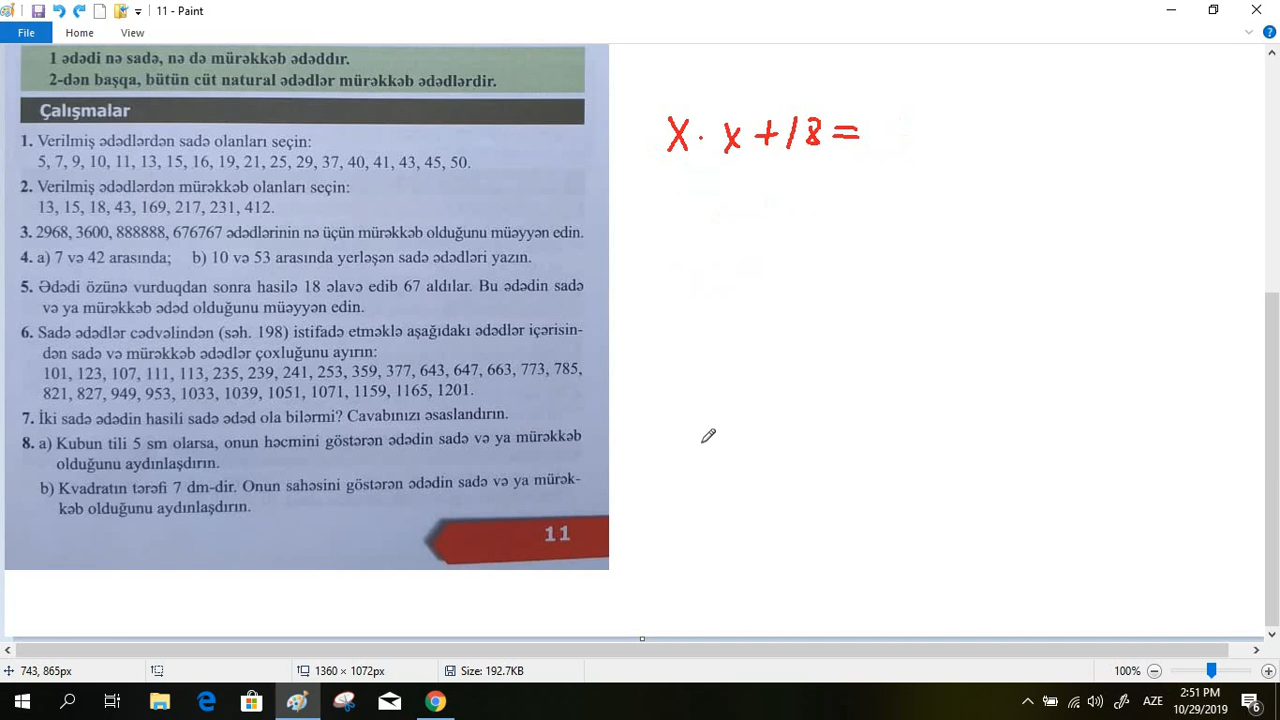 11 - Paint
File Home View
1 ədədi nə sadə, nə də mürəkkəb ədəddır.
2-dən başqa, bütün cüt natural ədədlər mürəkkəb ədədlərdir.
Çalışmalar
1. Verilmiş ədədlərdən sadə olanları seçin:
5, 7, 9, 10, 11, 13, 15, 16, 19, 21, 25, 29, 37, 40, 41, 43, 45, 50.
2. Verilmiş ədədlərdən mürəkkəb olanları seçin:
13, 15, 18, 43, 169, 217, 231, 412.
3. 2968, 3600, 888888, 676767 ədədlərinin nə üçün mürəkkəb olduğunu müəyyən edin.
4. a) 7 və 42 arasında; b) 10 və 53 arasında yerləşən sadə ədədləri yazın.
5. Ədədi özünə vurduqdan sonra hasilə 18 əlavə edib 67 aldılar. Bu ədədin sadə
və ya mürəkkəb ədəd olduğunu müəyyən edin.
6. Sadə ədədlər cədvəlindən (səh. 198) istifadə etməklə aşağıdakı ədədlər içərisin-
dən sadə və mürəkkəb ədədlər çoxluğunu ayırın:
101, 123, 107, 111, 113, 235, 239, 241, 253, 359, 377, 643, 647, 663, 773, 785,
821, 827, 949, 953, 1033, 1039, 1051, 1071, 1159, 1165, 1201.
7. İki sadə ədədin hasili sadə ədəd ola bilərmi? Cavabınızı əsaslandırın.
8. a) Kubun tili 5 sm olarsa, onun həcmini göstərən ədədin sadə və ya mürəkkəb
olduğunu aydınlaşdırın.
b) Kvadratın tərəfi 7 dm-dir. Onun sahəsini göstərən ədədin sadə və ya mürək-
kəb olduğunu aydınlaşdırın.
11
X · x + 18 =
743, 865px 1360 × 1072px Size: 192.7KB 100%
AZE 2:51 PM
10/29/2019 6